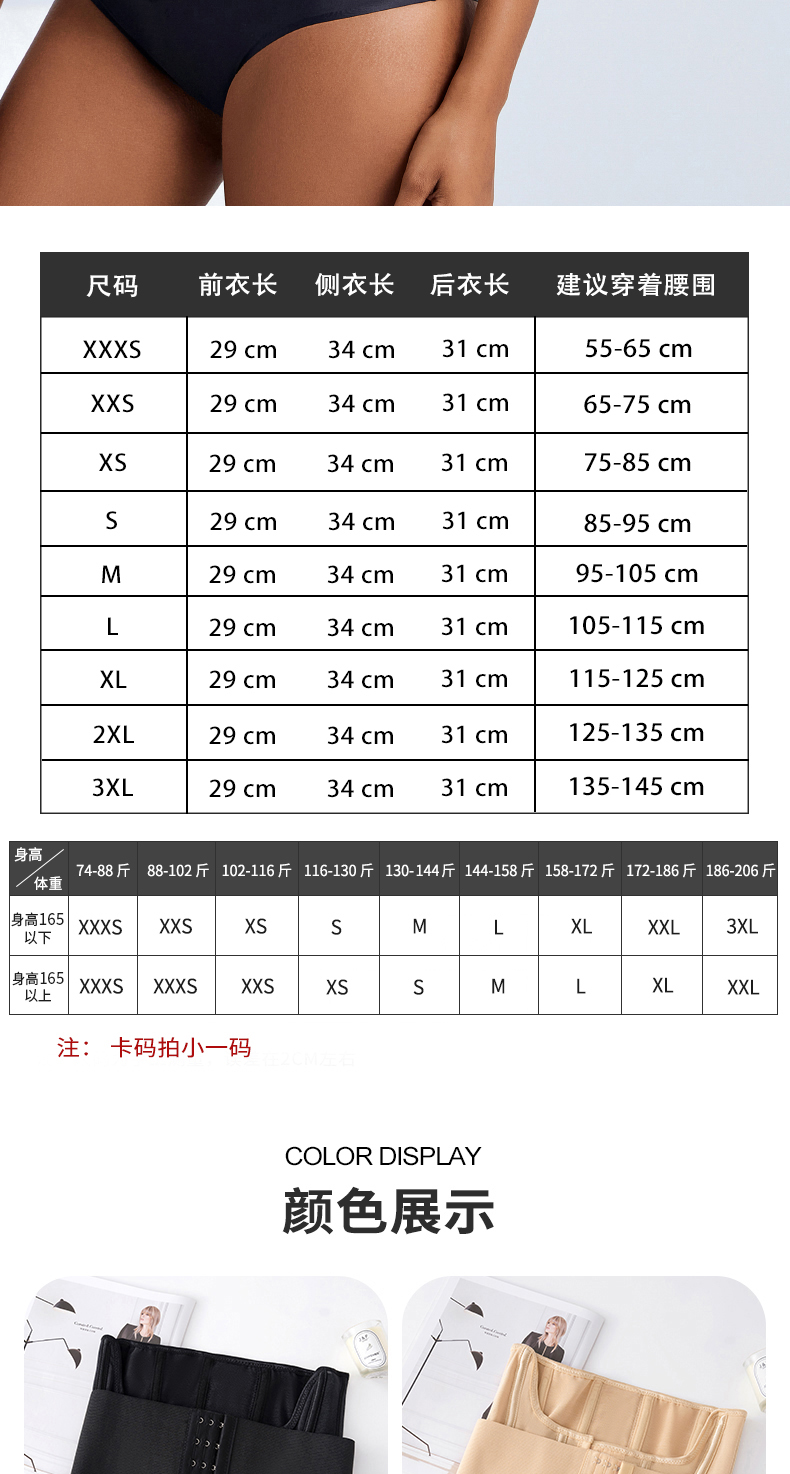 尺码 前衣长 侧衣长 后衣长 建议穿着腰围
XXXS 29 cm 34 cm 31 cm 55-65 cm
XXS 29 cm 34 cm 31 cm 65-75 cm
XS 29 cm 34 cm 31 cm 75-85 cm
S 29 cm 34 cm 31 cm 85-95 cm
M 29 cm 34 cm 31 cm 95-105 cm
L 29 cm 34 cm 31 cm 105-115 cm
XL 29 cm 34 cm 31 cm 115-125 cm
2XL 29 cm 34 cm 31 cm 125-135 cm
3XL 29 cm 34 cm 31 cm 135-145 cm
身高/体重 74-88 斤 88-102 斤 102-116 斤 116-130 斤 130-144 斤 144-158 斤 158-172 斤 172-186 斤 186-206 斤
身高165以下 XXXS XXS XS S M L XL XXL 3XL
身高165以上 XXXS XXXS XXS XS S M L XL XXL
注： 卡码拍小一码
COLOR DISPLAY
颜色展示